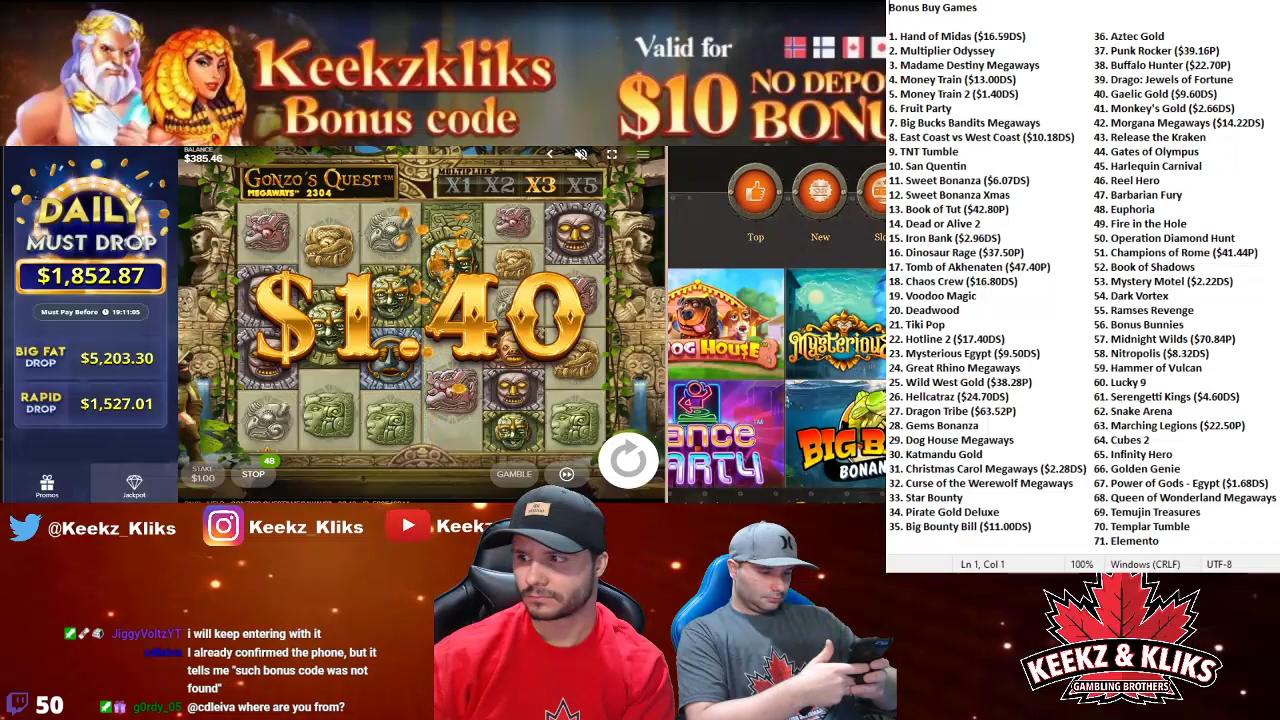 Keekzkliks
Bonus code
Valid for
$10 NO DEPO
BONU
DAILY
MUST DROP
$1,852.87
Must Pay Before 19:11:05
BIG FAT
DROP
$5,203.30
RAPID
DROP
$1,527.01
Promos
Jackpot
BALANCE
$385.46
GONZO'S QUEST™
MEGAWAYS™ 2304
MULTIPLIER
X1 X2 X3 X5
$1.40
STAKE
$1.00
STOP
48
GAMBLE
Top
New
Slo
OG HOUSE
Mysterious
ANCE
ARTY
BIG B
BONAN
@Keekz_Kliks
Keekz_Kliks
Keekz
JiggyVoltzYT i will keep entering with it
cdleiva I already confirmed the phone, but it
tells me "such bonus code was not
found"
g0rdy_05 @cdleiva where are you from?
50
Bonus Buy Games
1. Hand of Midas ($16.59DS)
2. Multiplier Odyssey
3. Madame Destiny Megaways
4. Money Train ($13.00DS)
5. Money Train 2 ($1.40DS)
6. Fruit Party
7. Big Bucks Bandits Megaways
8. East Coast vs West Coast ($10.18DS)
9. TNT Tumble
10. San Quentin
11. Sweet Bonanza ($6.07DS)
12. Sweet Bonanza Xmas
13. Book of Tut ($42.80P)
14. Dead or Alive 2
15. Iron Bank ($2.96DS)
16. Dinosaur Rage ($37.50P)
17. Tomb of Akhenaten ($47.40P)
18. Chaos Crew ($16.80DS)
19. Voodoo Magic
20. Deadwood
21. Tiki Pop
22. Hotline 2 ($17.40DS)
23. Mysterious Egypt ($9.50DS)
24. Great Rhino Megaways
25. Wild West Gold ($38.28P)
26. Hellcatraz ($24.70DS)
27. Dragon Tribe ($63.52P)
28. Gems Bonanza
29. Dog House Megaways
30. Katmandu Gold
31. Christmas Carol Megaways ($2.28DS)
32. Curse of the Werewolf Megaways
33. Star Bounty
34. Pirate Gold Deluxe
35. Big Bounty Bill ($11.00DS)
36. Aztec Gold
37. Punk Rocker ($39.16P)
38. Buffalo Hunter ($22.70P)
39. Drago: Jewels of Fortune
40. Gaelic Gold ($9.60DS)
41. Monkey's Gold ($2.66DS)
42. Morgana Megaways ($14.22DS)
43. Release the Kraken
44. Gates of Olympus
45. Harlequin Carnival
46. Reel Hero
47. Barbarian Fury
48. Euphoria
49. Fire in the Hole
50. Operation Diamond Hunt
51. Champions of Rome ($41.44P)
52. Book of Shadows
53. Mystery Motel ($2.22DS)
54. Dark Vortex
55. Ramses Revenge
56. Bonus Bunnies
57. Midnight Wilds ($70.84P)
58. Nitropolis ($8.32DS)
59. Hammer of Vulcan
60. Lucky 9
61. Serengetti Kings ($4.60DS)
62. Snake Arena
63. Marching Legions ($22.50P)
64. Cubes 2
65. Infinity Hero
66. Golden Genie
67. Power of Gods - Egypt ($1.68DS)
68. Queen of Wonderland Megaways
69. Temujin Treasures
70. Templar Tumble
71. Elemento
Ln 1, Col 1
100%
Windows (CRLF)
UTF-8
KEEKZ & KLIKS
GAMBLING BROTHERS